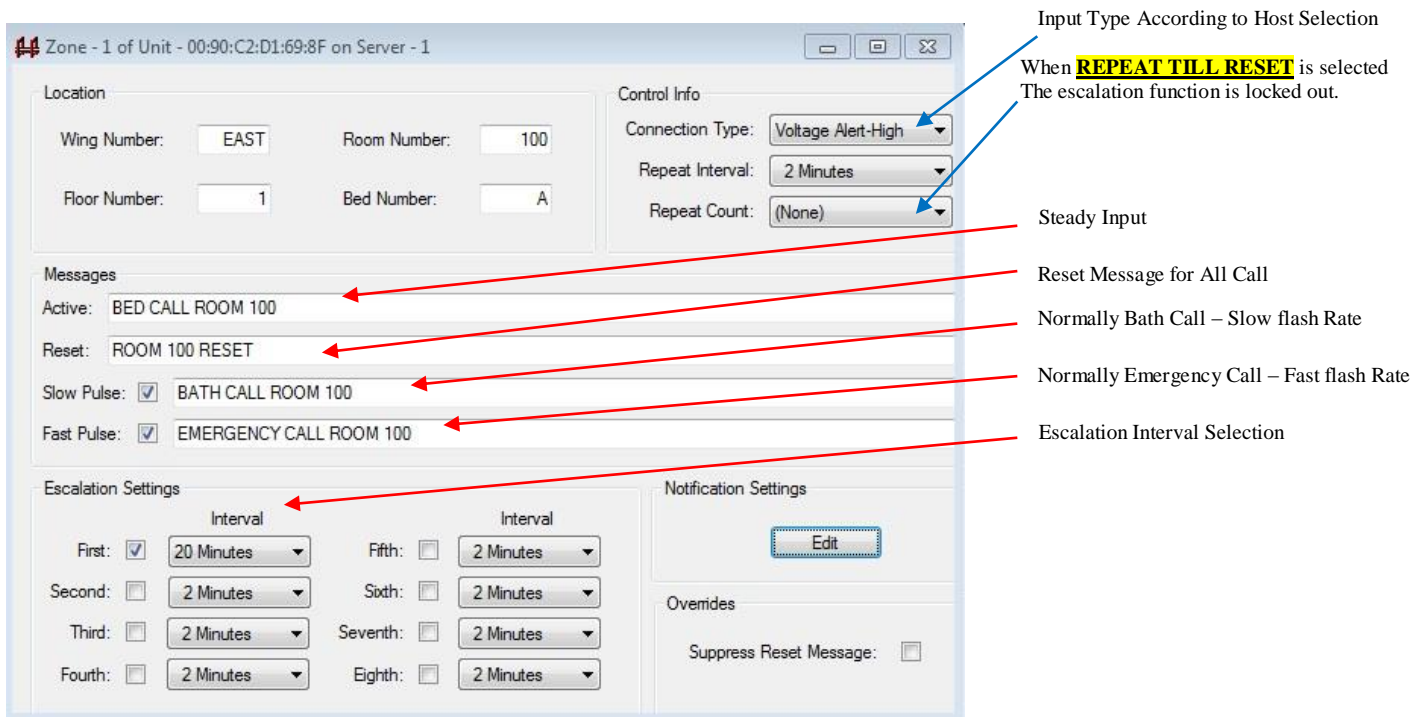 Input Type According to Host Selection
When REPEAT TILL RESET is selected
The escalation function is locked out.
Zone - 1 of Unit - 00:90:C2:D1:69:8F on Server - 1
Location
Wing Number: EAST Room Number: 100
Floor Number: 1 Bed Number: A
Control Info
Connection Type: Voltage Alert-High
Repeat Interval: 2 Minutes
Repeat Count: (None)
Steady Input
Reset Message for All Call
Normally Bath Call – Slow flash Rate
Normally Emergency Call – Fast flash Rate
Escalation Interval Selection
Messages
Active: BED CALL ROOM 100
Reset: ROOM 100 RESET
Slow Pulse: BATH CALL ROOM 100
Fast Pulse: EMERGENCY CALL ROOM 100
Escalation Settings
Interval Interval
First: 20 Minutes Fifth: 2 Minutes
Second: 2 Minutes Sixth: 2 Minutes
Third: 2 Minutes Seventh: 2 Minutes
Fourth: 2 Minutes Eighth: 2 Minutes
Notification Settings
Edit
Overrides
Suppress Reset Message: